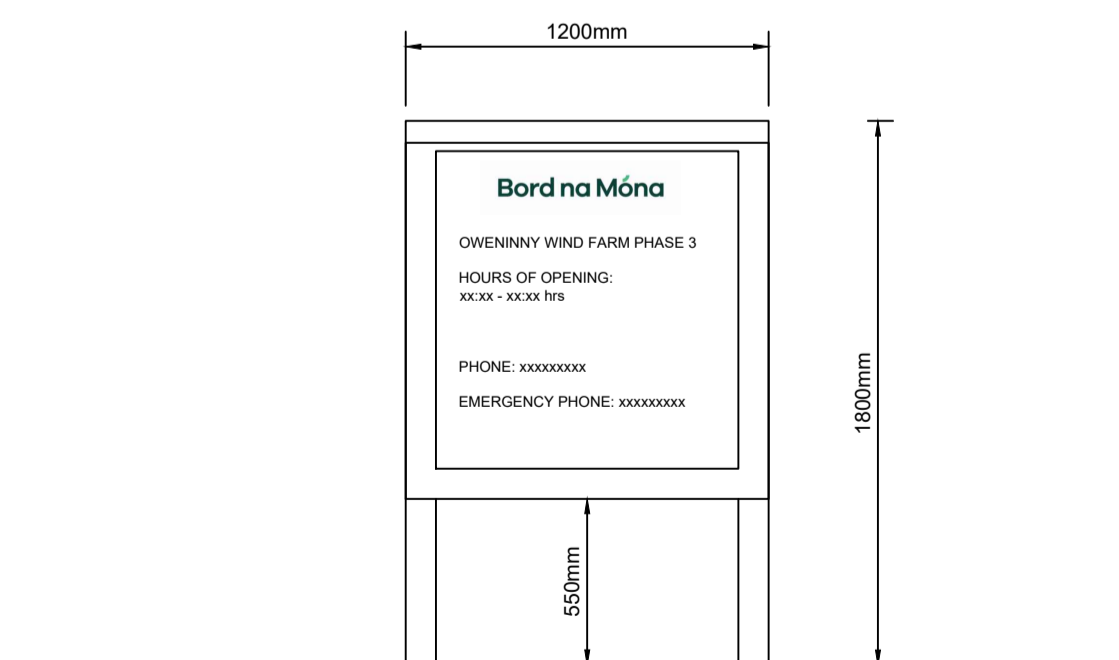 1200mm
Bord na Móna
OWENINNY WIND FARM PHASE 3
HOURS OF OPENING:
xx:xx - xx:xx hrs
PHONE: xxxxxxxxx
EMERGENCY PHONE: xxxxxxxxx
1800mm
550mm